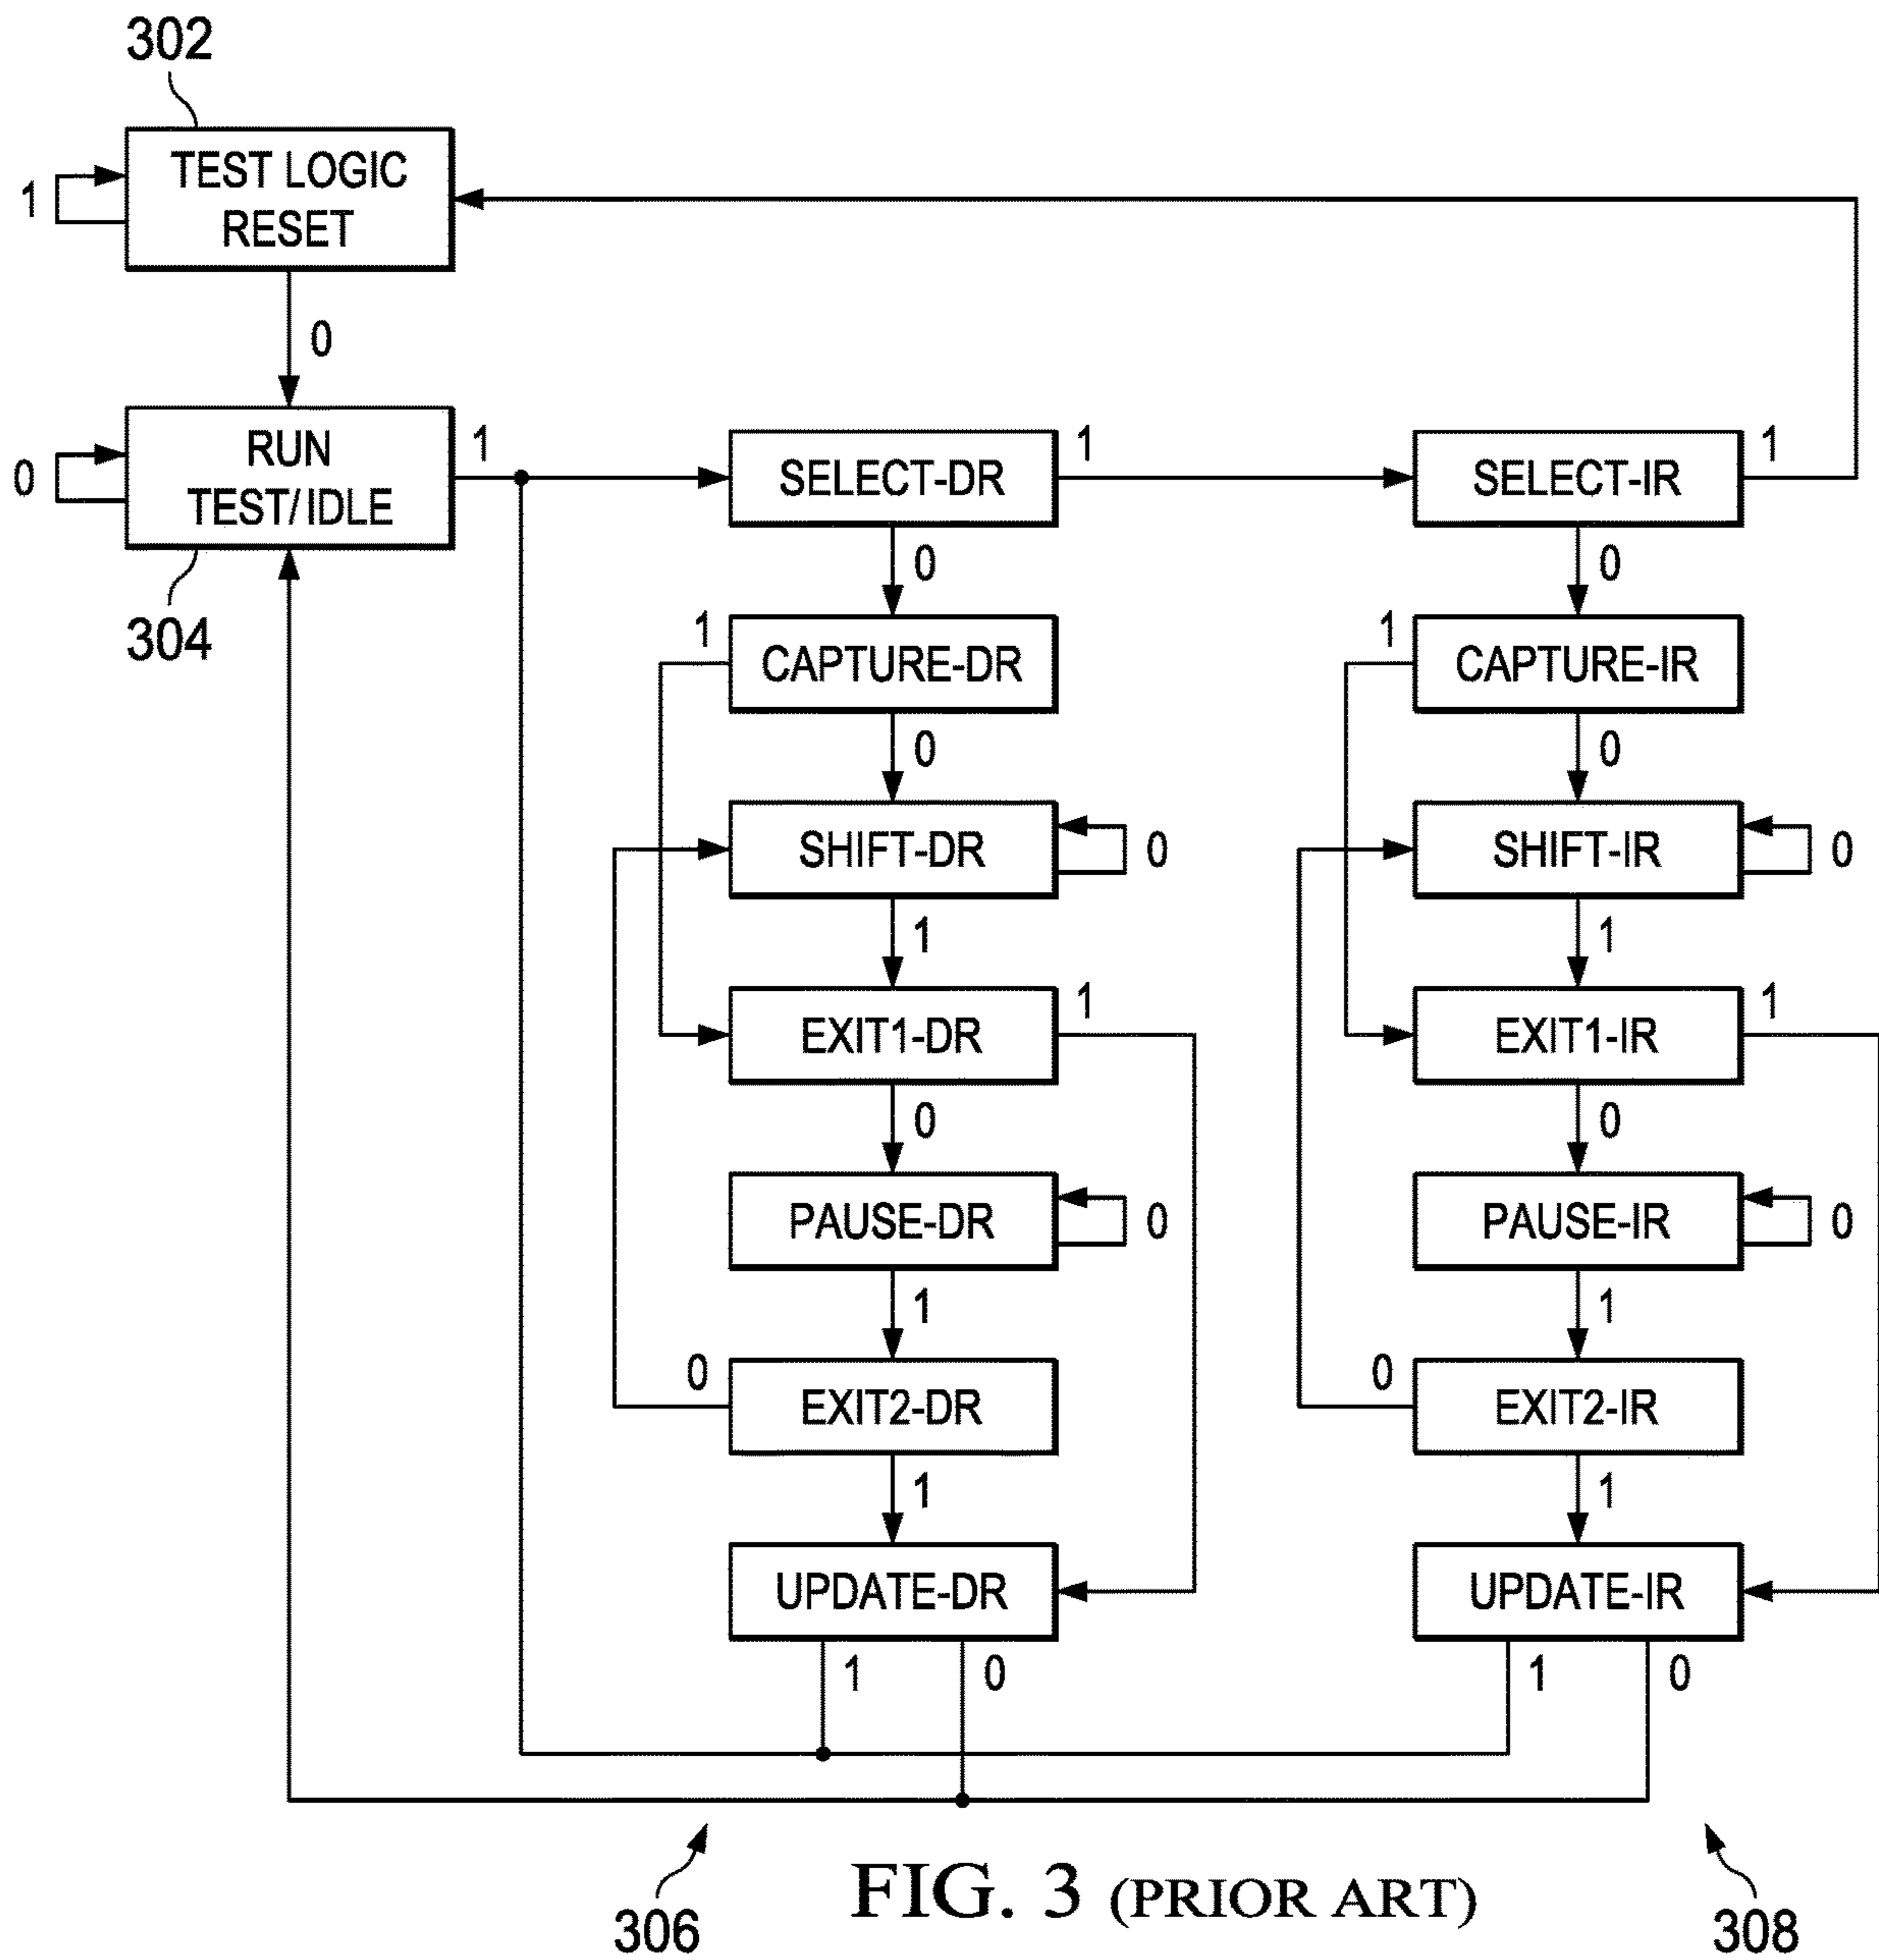 302
TEST LOGIC
RESET
1
0
RUN
TEST/IDLE
0
1
304
SELECT-DR
1
SELECT-IR
1
0
0
1
CAPTURE-DR
1
CAPTURE-IR
0
0
SHIFT-DR
0
SHIFT-IR
0
1
1
EXIT1-DR
1
EXIT1-IR
1
0
0
PAUSE-DR
0
PAUSE-IR
0
1
1
0
EXIT2-DR
0
EXIT2-IR
1
1
UPDATE-DR
UPDATE-IR
1
0
1
0
306
FIG. 3 (PRIOR ART)
308